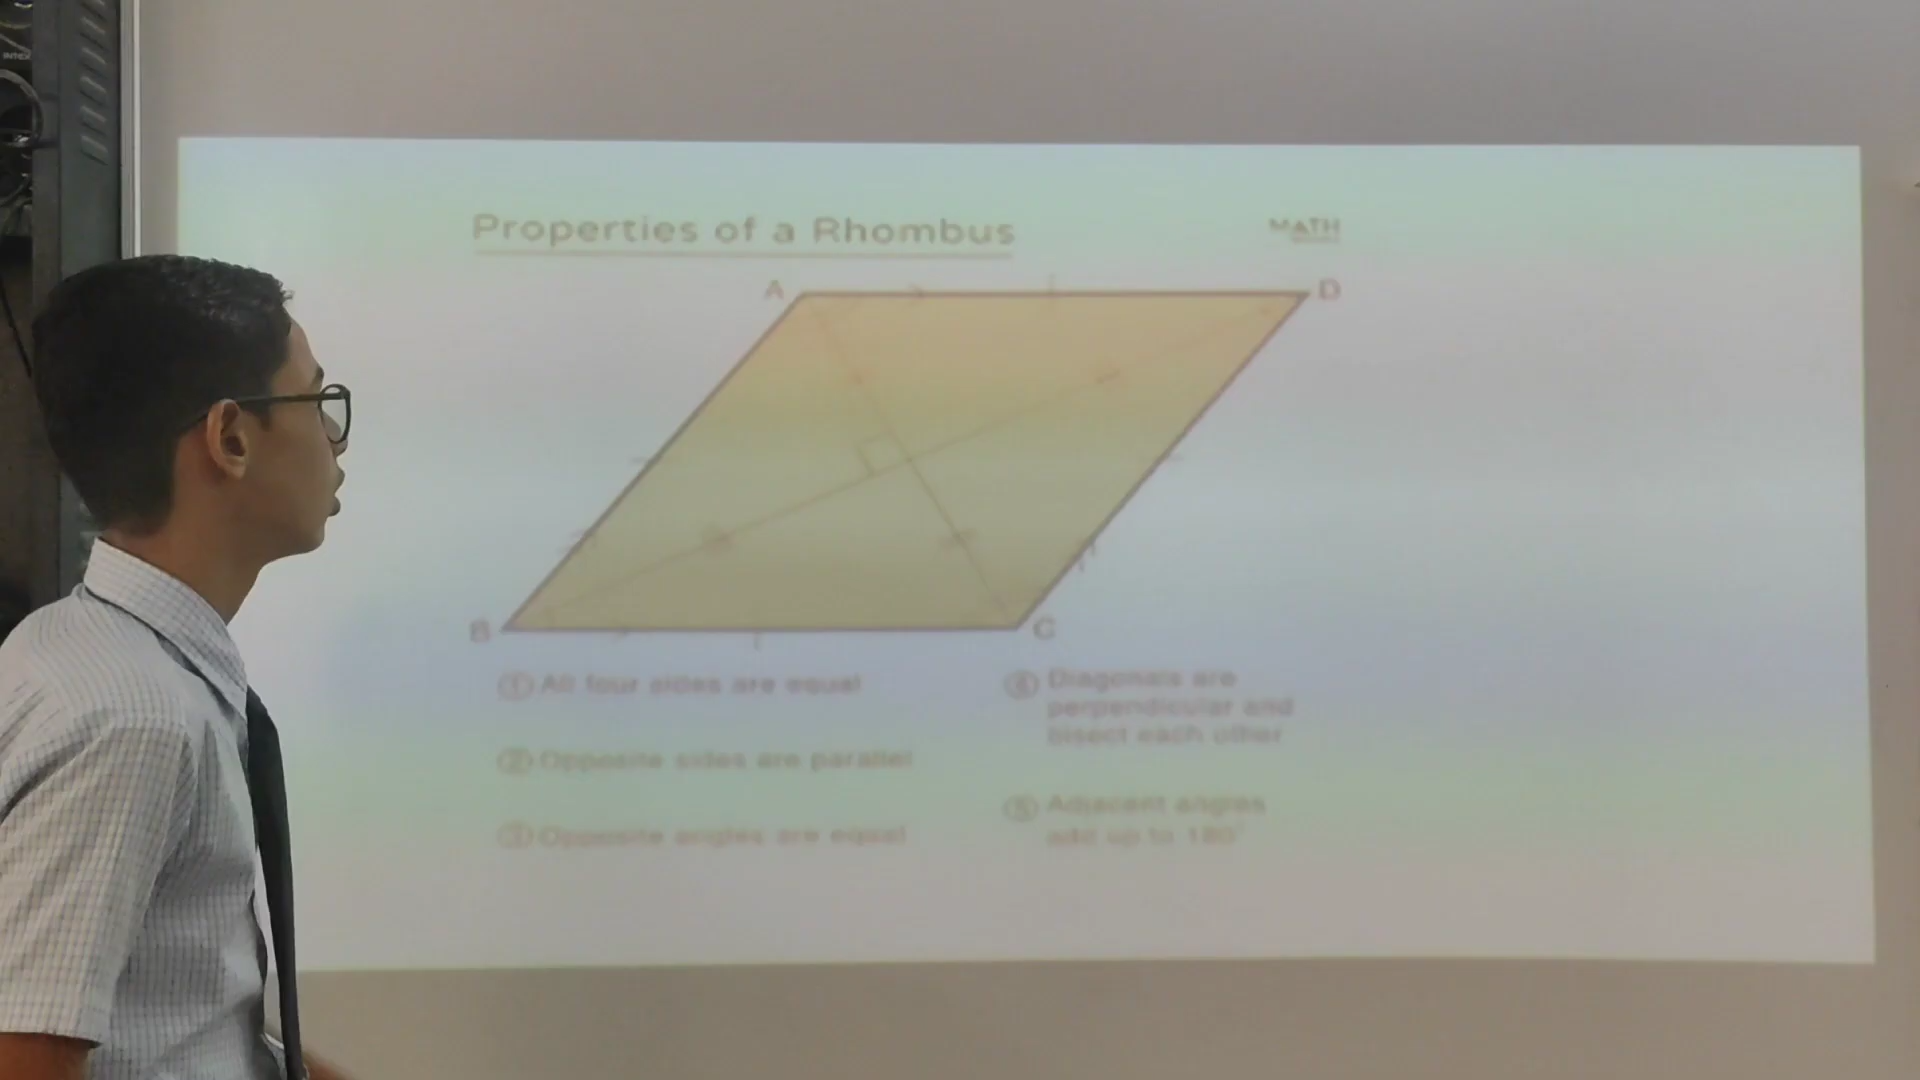 INTEX
Properties of a Rhombus
MATH
A
D
B
C
① All four sides are equal
② Opposite sides are parallel
③ Opposite angles are equal
④ Diagonals are
perpendicular and
bisect each other
⑤ Adjacent angles
add up to 180°